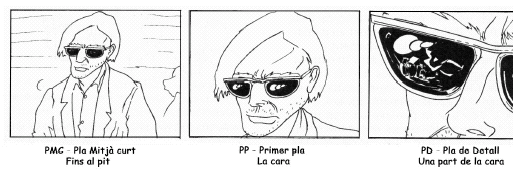 PMC - Pla Mitjà curt
Fins al pit
PP - Primer pla
La cara
PD - Pla de Detall
Una part de la cara